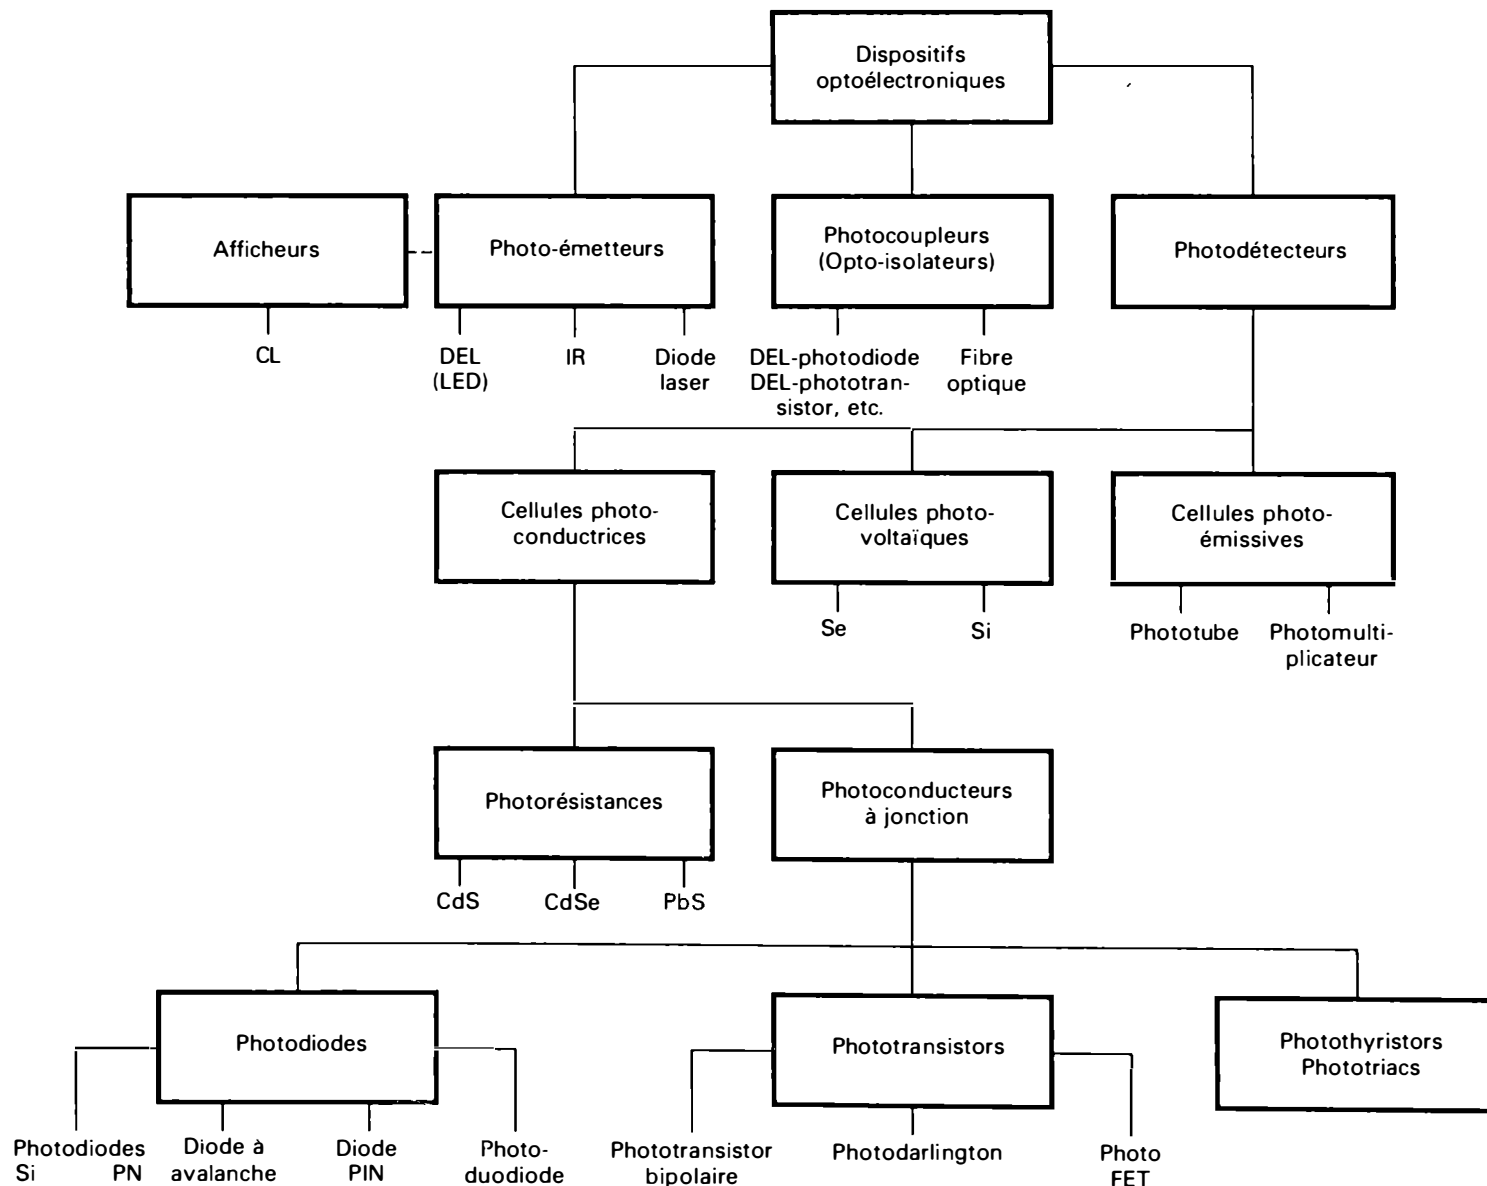 Dispositifs
optoélectroniques
Afficheurs
Photo-émetteurs
Photocoupleurs
(Opto-isolateurs)
Photodétecteurs
CL
DEL
(LED)
IR
Diode
laser
DEL-photodiode
DEL-phototran-
sistor, etc.
Fibre
optique
Cellules photo-
conductrices
Cellules photo-
voltaïques
Cellules photo-
émissives
Se
Si
Phototube
Photomulti-
plicateur
Photorésistances
Photoconducteurs
à jonction
CdS
CdSe
PbS
Photodiodes
Phototransistors
Photothyristors
Phototriacs
Photodiodes
Si PN
Diode à
avalanche
Diode
PIN
Photo-
duodiode
Phototransistor
bipolaire
Photodarlington
Photo
FET